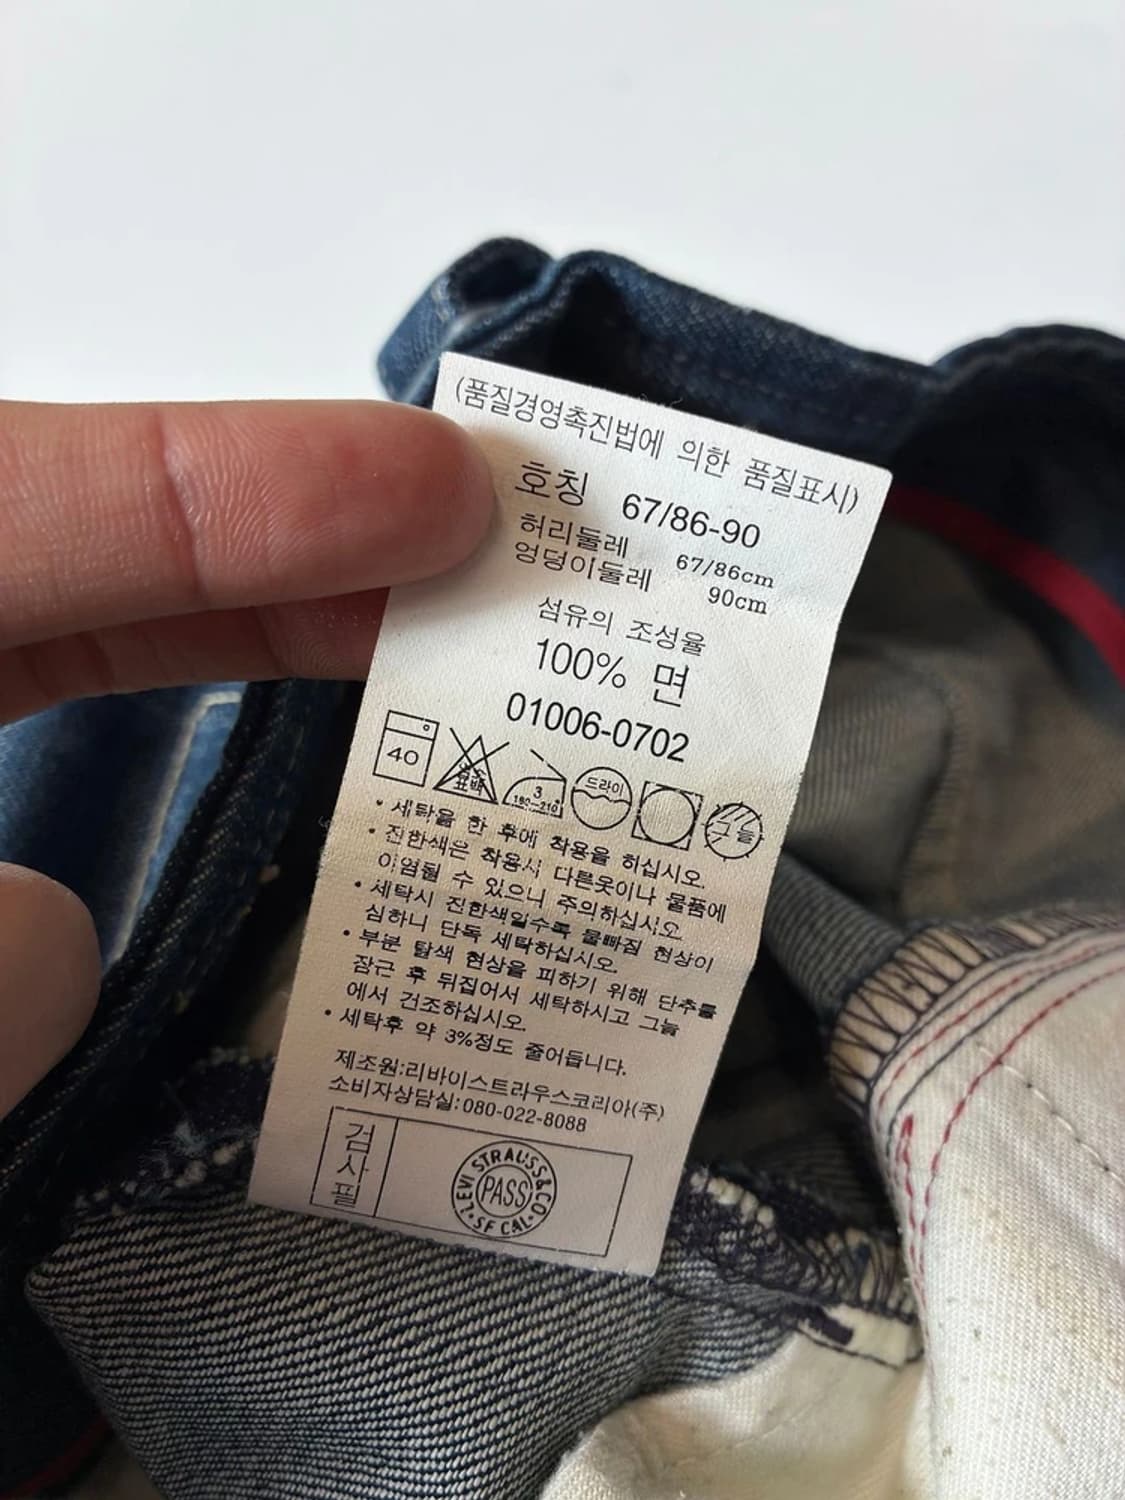 (품질경영촉진법에 의한 품질표시)
호칭 67/86-90
허리둘레 67/86cm
엉덩이둘레 90cm
섬유의 조성율
100% 면
01006-0702
40 염소 표백 3 180~210 드라이 그늘
• 세탁을 한 후에 착용을 하십시오.
• 진한색은 착용시 다른옷이나 물품에
이염될 수 있으니 주의하십시오
• 세탁시 진한색일수록 물빠짐 현상이
심하니 단독 세탁하십시오.
• 부분 탈색 현상을 피하기 위해 단추를
잠근 후 뒤집어서 세탁하시고 그늘
에서 건조하십시오.
• 세탁후 약 3%정도 줄어듭니다.
제조원:리바이스트라우스코리아(주)
소비자상담실:080-022-8088
검사필
LEVI STRAUSS & CO. SF CAL.
PASS